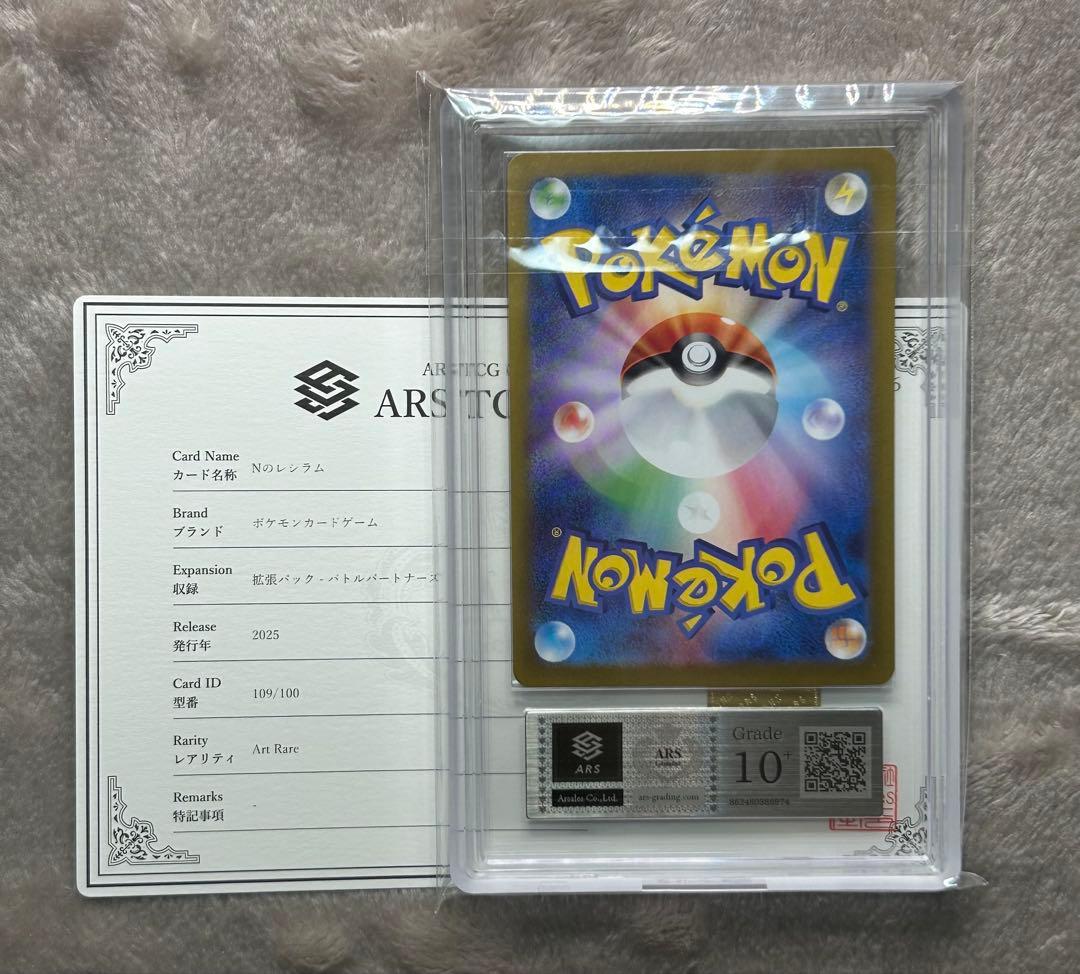 POKéMON
®
®
POKéMON
ARS TCG
ARS TC
Card Name
カード名称
Nのレシラム
Brand
ブランド
ポケモンカードゲーム
Expansion
収録
拡張パック - バトルパートナーズ
Release
発行年
2025
Card ID
型番
109/100
Rarity
レアリティ
Art Rare
Remarks
特記事項
-
ARS
Arsales Co.,Ltd.
ARS
ars-grading.com
Grade
10+
862480380974